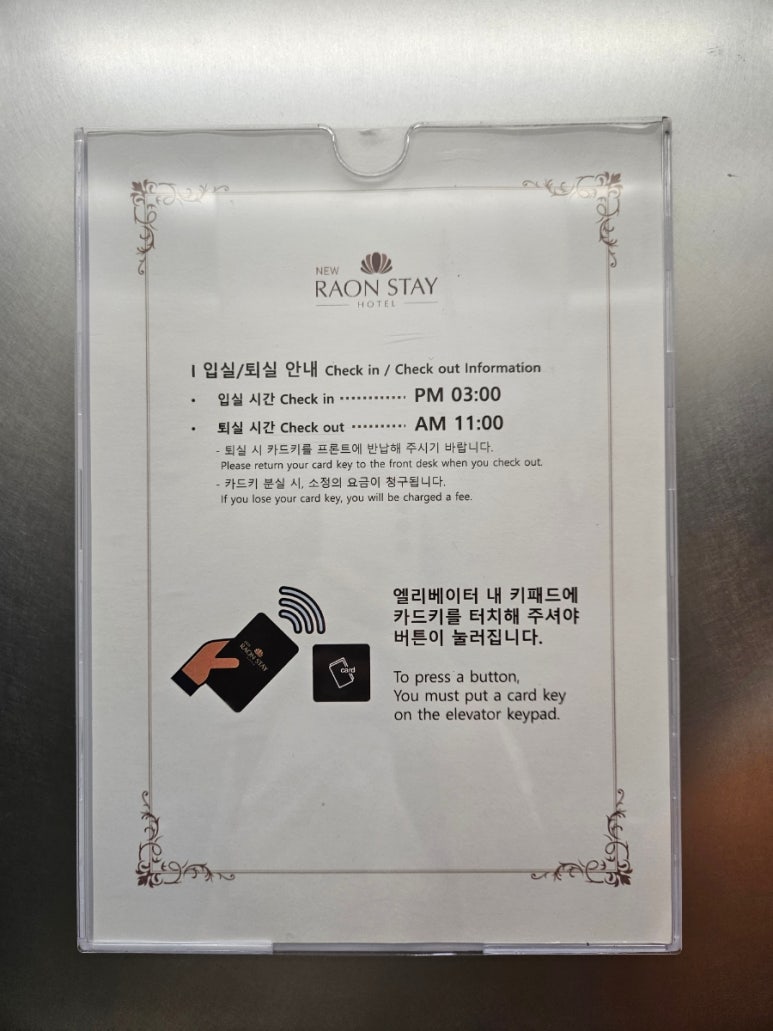 NEW
RAON STAY
HOTEL
I 입실/퇴실 안내 Check in / Check out Information
• 입실 시간 Check in ············ PM 03:00
• 퇴실 시간 Check out ·········· AM 11:00
- 퇴실 시 카드키를 프론트에 반납해 주시기 바랍니다.
Please return your card key to the front desk when you check out.
- 카드키 분실 시, 소정의 요금이 청구됩니다.
If you lose your card key, you will be charged a fee.
NEW
RAON STAY
card
엘리베이터 내 키패드에
카드키를 터치해 주셔야
버튼이 눌러집니다.
To press a button,
You must put a card key
on the elevator keypad.